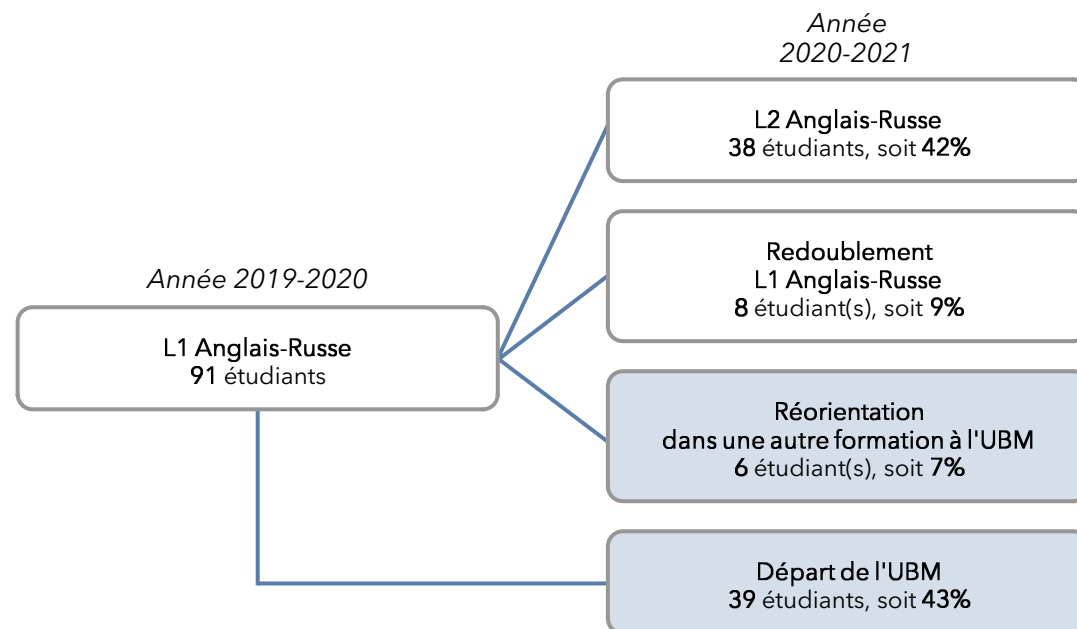 Année
2020-2021
L2 Anglais-Russe
38 étudiants, soit 42%
Redoublement
L1 Anglais-Russe
8 étudiant(s), soit 9%
Année 2019-2020
L1 Anglais-Russe
91 étudiants
Réorientation
dans une autre formation à l'UBM
6 étudiant(s), soit 7%
Départ de l'UBM
39 étudiants, soit 43%